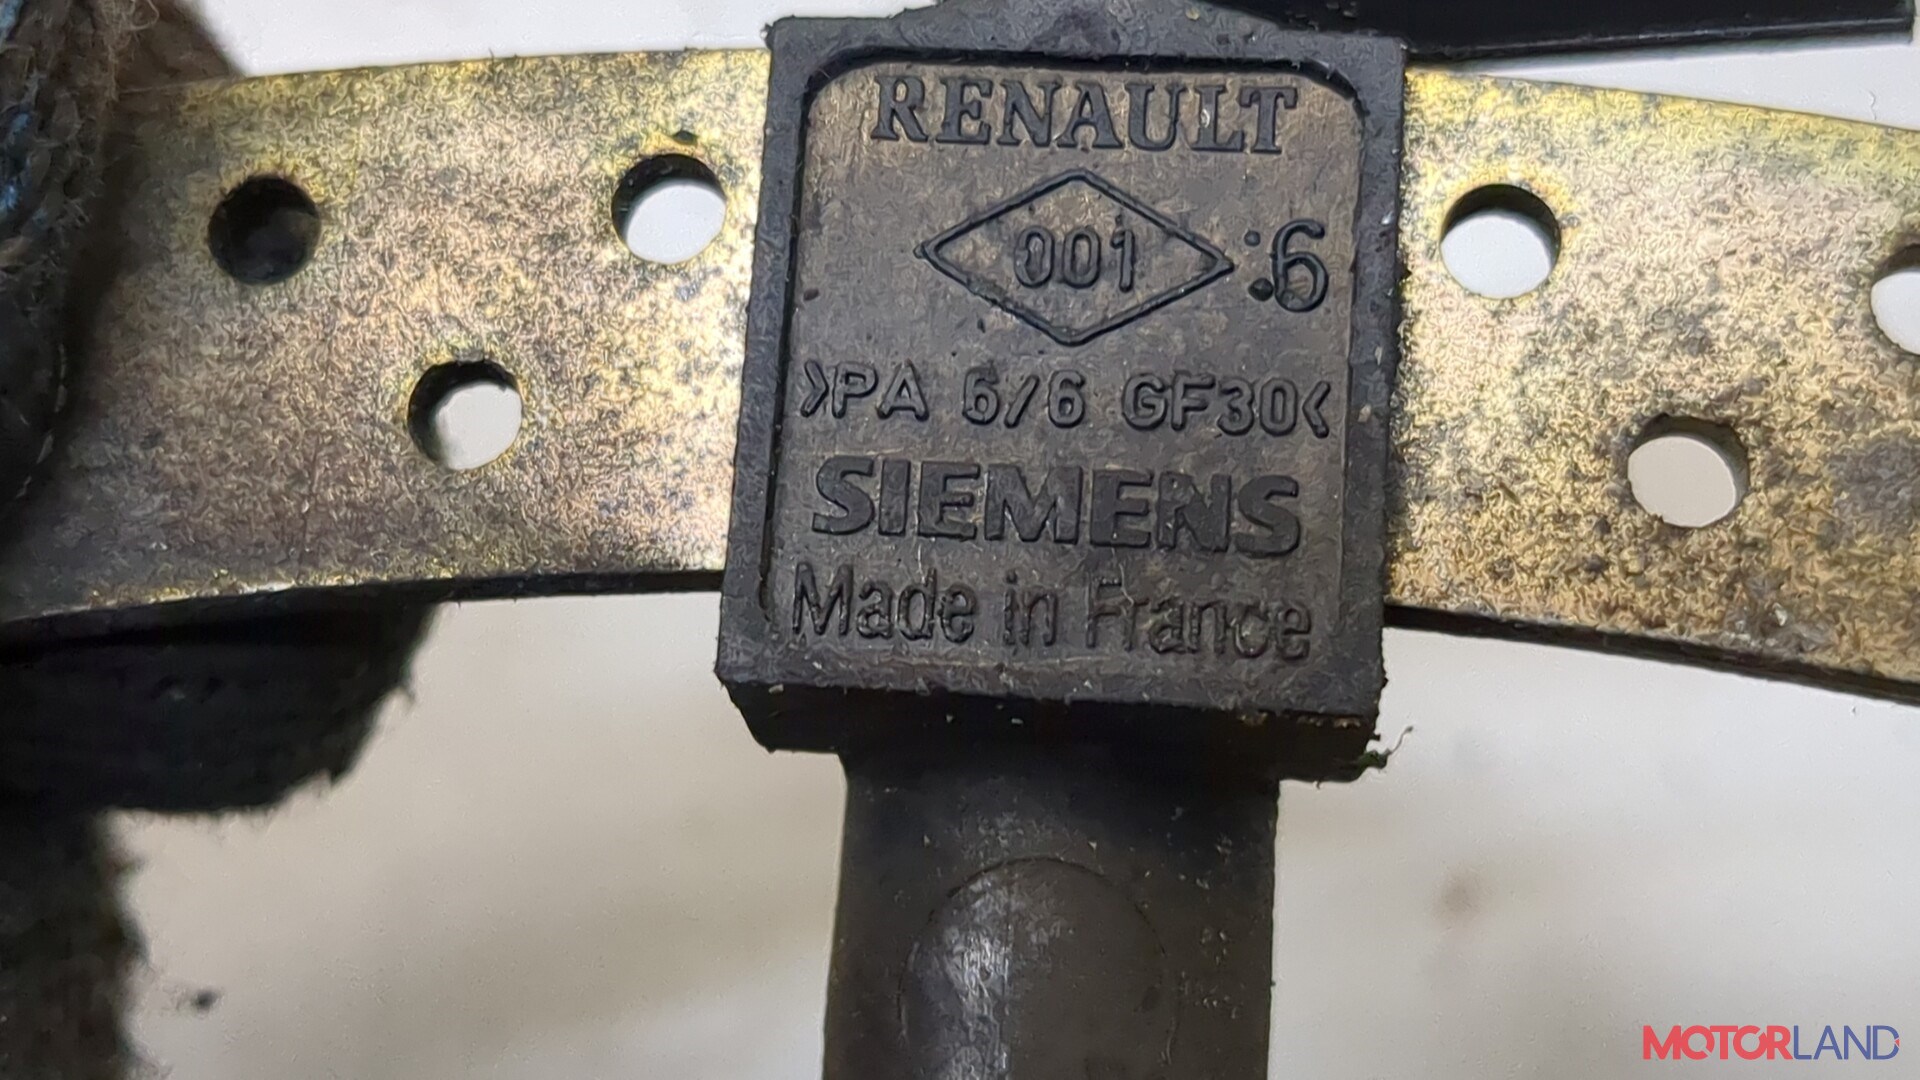 RENAULT
001 :6
>PA 6/6 GF30<
SIEMENS
Made in France
MOTORLAND